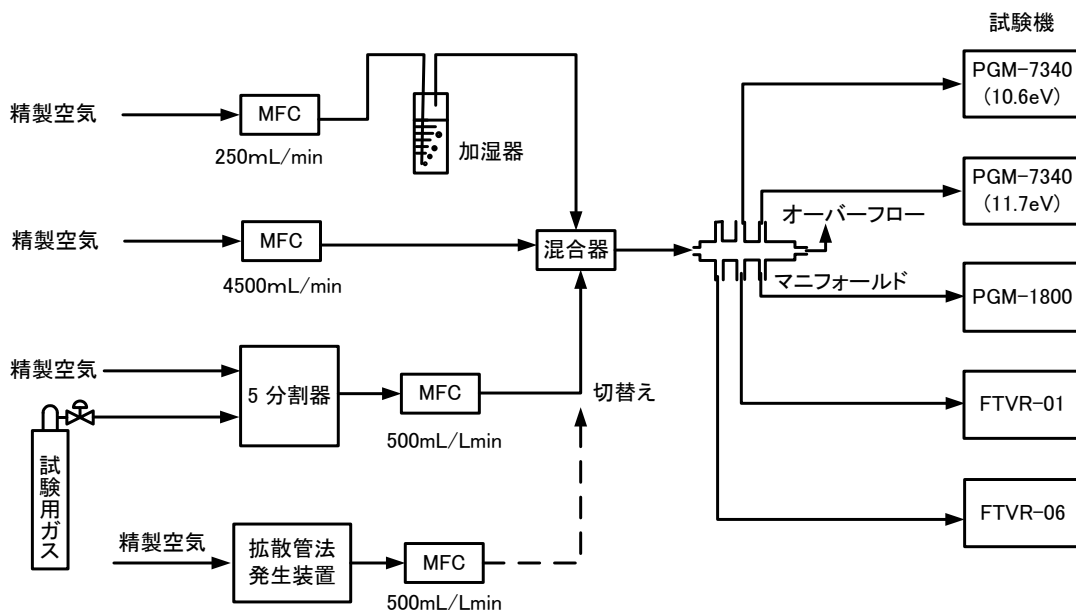 試験機
PGM-7340
(10.6eV)
精製空気
MFC
250mL/min
加湿器
PGM-7340
(11.7eV)
オーバーフロー
精製空気
MFC
4500mL/min
混合器
マニフォールド
PGM-1800
精製空気
5 分割器
MFC
500mL/Lmin
切替え
FTVR-01
試験用ガス
FTVR-06
精製空気
拡散管法
発生装置
MFC
500mL/Lmin